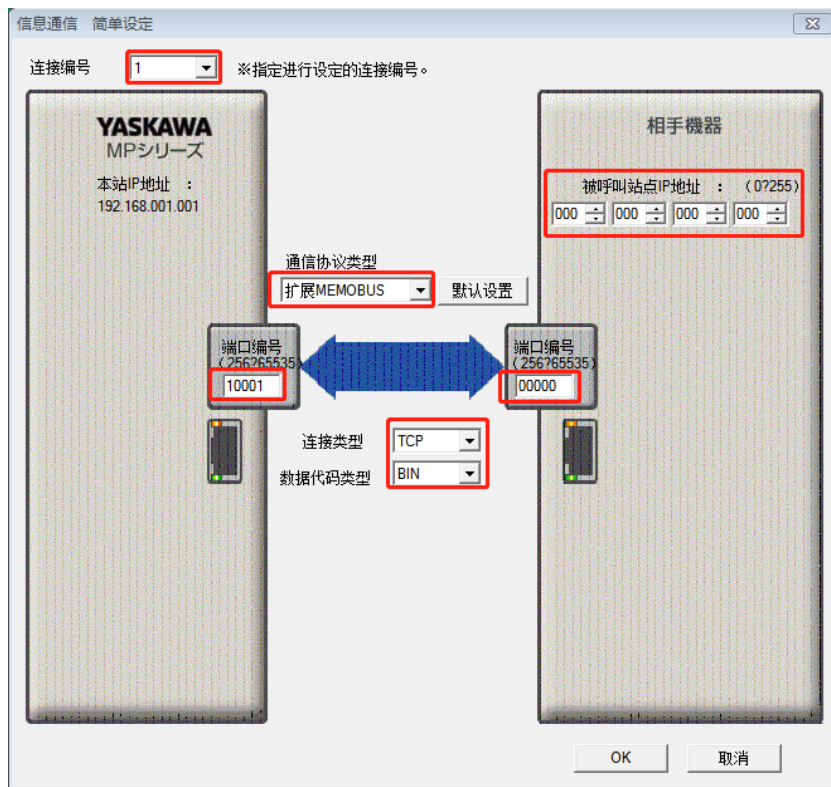 信息通信 简单设定
连接编号 1 ※指定进行设定的连接编号。
YASKAWA
MPシリーズ
本站IP地址 :
192.168.001.001
相手機器
被呼叫站点IP地址 : (0?255)
000 000 000 000
通信协议类型
扩展MEMOBUS 默认设置
端口编号
(256?65535)
10001
端口编号
(256?65535)
00000
连接类型 TCP
数据代码类型 BIN
OK 取消